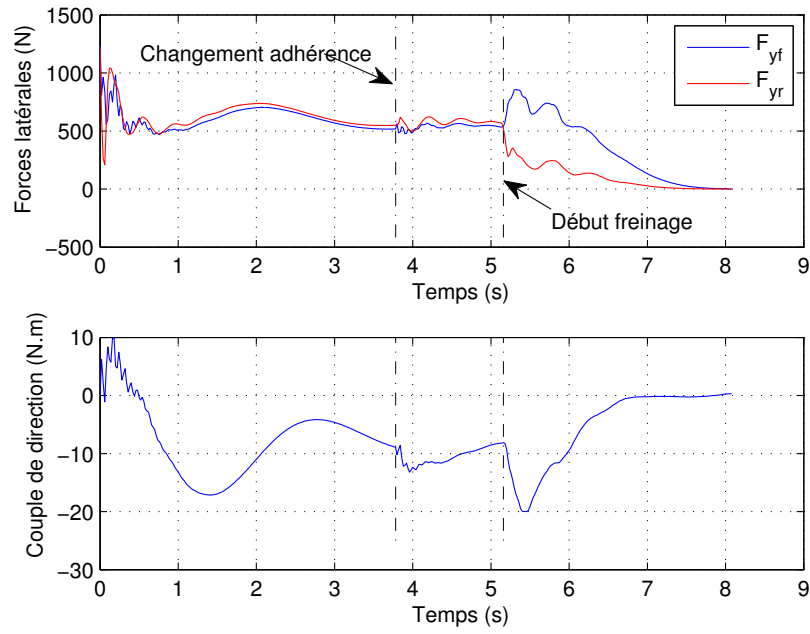 Forces latérales (N)
1500
1000
500
0
−500
Changement adhérence
Début freinage
F_yf
F_yr
0 1 2 3 4 5 6 7 8 9
Temps (s)
Couple de direction (N.m)
10
0
−10
−20
−30
0 1 2 3 4 5 6 7 8 9
Temps (s)